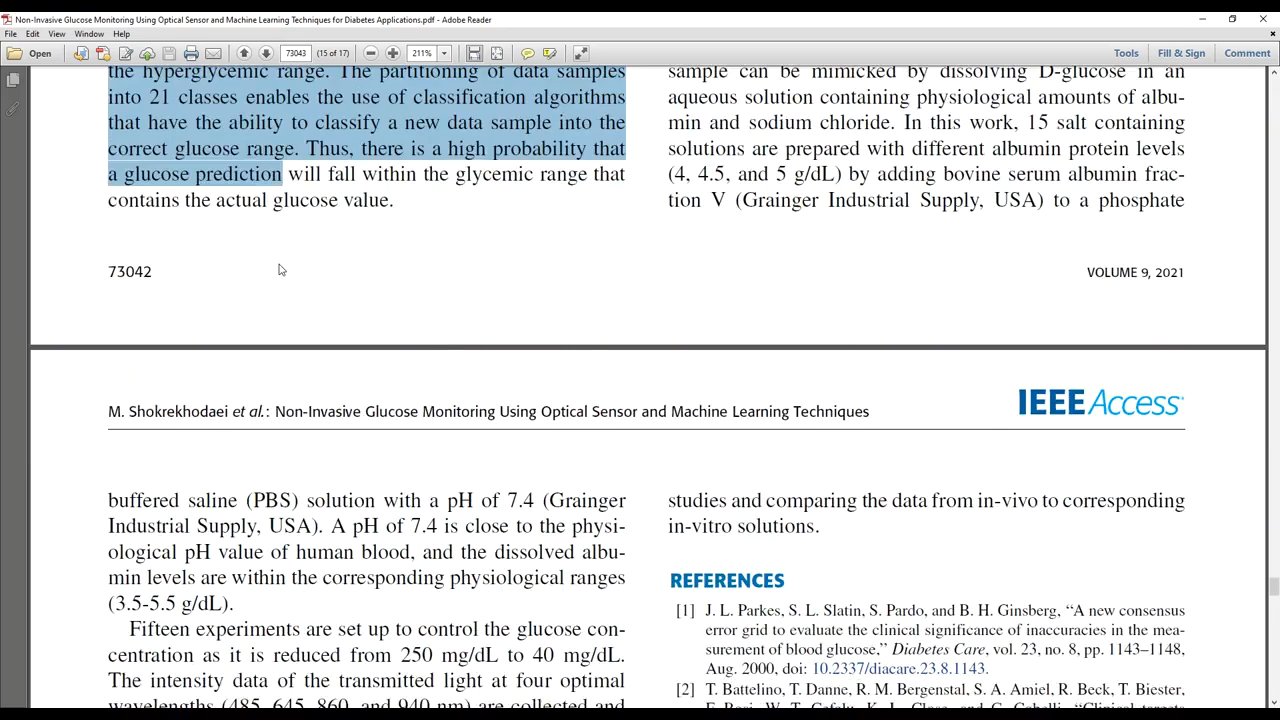 Non-Invasive Glucose Monitoring Using Optical Sensor and Machine Learning Techniques for Diabetes Applications.pdf - Adobe Reader
File Edit View Window Help
Open 73043 (15 of 17) 211% Tools Fill & Sign Comment
the hyperglycemic range. The partitioning of data samples
into 21 classes enables the use of classification algorithms
that have the ability to classify a new data sample into the
correct glucose range. Thus, there is a high probability that
a glucose prediction will fall within the glycemic range that
contains the actual glucose value.
sample can be mimicked by dissolving D-glucose in an
aqueous solution containing physiological amounts of albu-
min and sodium chloride. In this work, 15 salt containing
solutions are prepared with different albumin protein levels
(4, 4.5, and 5 g/dL) by adding bovine serum albumin frac-
tion V (Grainger Industrial Supply, USA) to a phosphate
73042
VOLUME 9, 2021
M. Shokrekhodaei et al.: Non-Invasive Glucose Monitoring Using Optical Sensor and Machine Learning Techniques
IEEE Access
buffered saline (PBS) solution with a pH of 7.4 (Grainger
Industrial Supply, USA). A pH of 7.4 is close to the physi-
ological pH value of human blood, and the dissolved albu-
min levels are within the corresponding physiological ranges
(3.5-5.5 g/dL).
Fifteen experiments are set up to control the glucose con-
centration as it is reduced from 250 mg/dL to 40 mg/dL.
The intensity data of the transmitted light at four optimal
wavelengths (485, 645, 860, and 940 nm) are collected and
studies and comparing the data from in-vivo to corresponding
in-vitro solutions.
REFERENCES
[1] J. L. Parkes, S. L. Slatin, S. Pardo, and B. H. Ginsberg, “A new consensus
error grid to evaluate the clinical significance of inaccuracies in the mea-
surement of blood glucose,” Diabetes Care, vol. 23, no. 8, pp. 1143–1148,
Aug. 2000, doi: 10.2337/diacare.23.8.1143.
[2] T. Battelino, T. Danne, R. M. Bergenstal, S. A. Amiel, R. Beck, T. Biester,